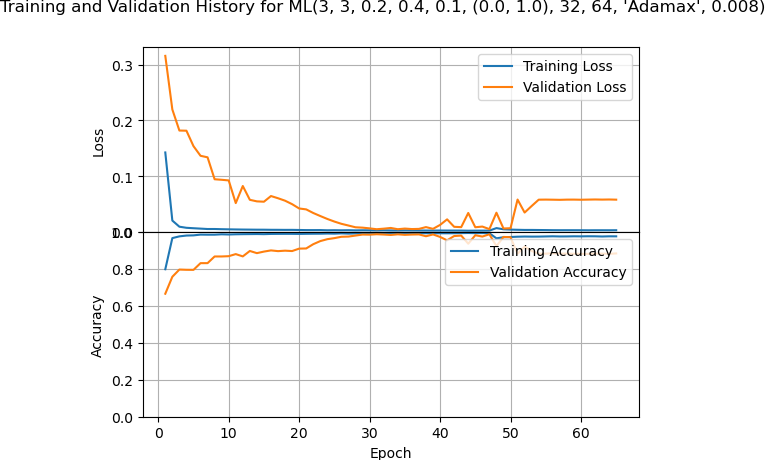 Training and Validation History for ML(3, 3, 0.2, 0.4, 0.1, (0.0, 1.0), 32, 64, 'Adamax', 0.008)
0.3
0.2
0.1
Loss
Training Loss
Validation Loss
1.0
0.8
0.6
0.4
0.2
0.0
Accuracy
Training Accuracy
Validation Accuracy
0 10 20 30 40 50 60
Epoch